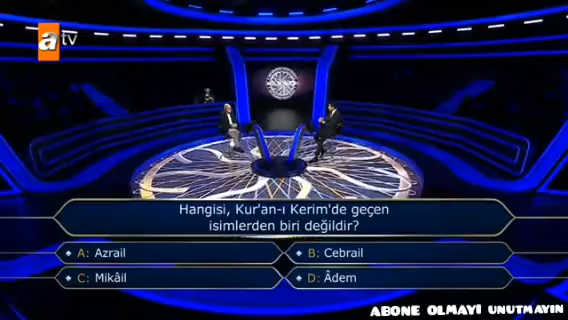 atv
Hangisi, Kur'an-ı Kerim'de geçen
isimlerden biri değildir?
A: Azrail
B: Cebrail
C: Mikâil
D: Âdem
ABONE OLMAYI UNUTMAYIN